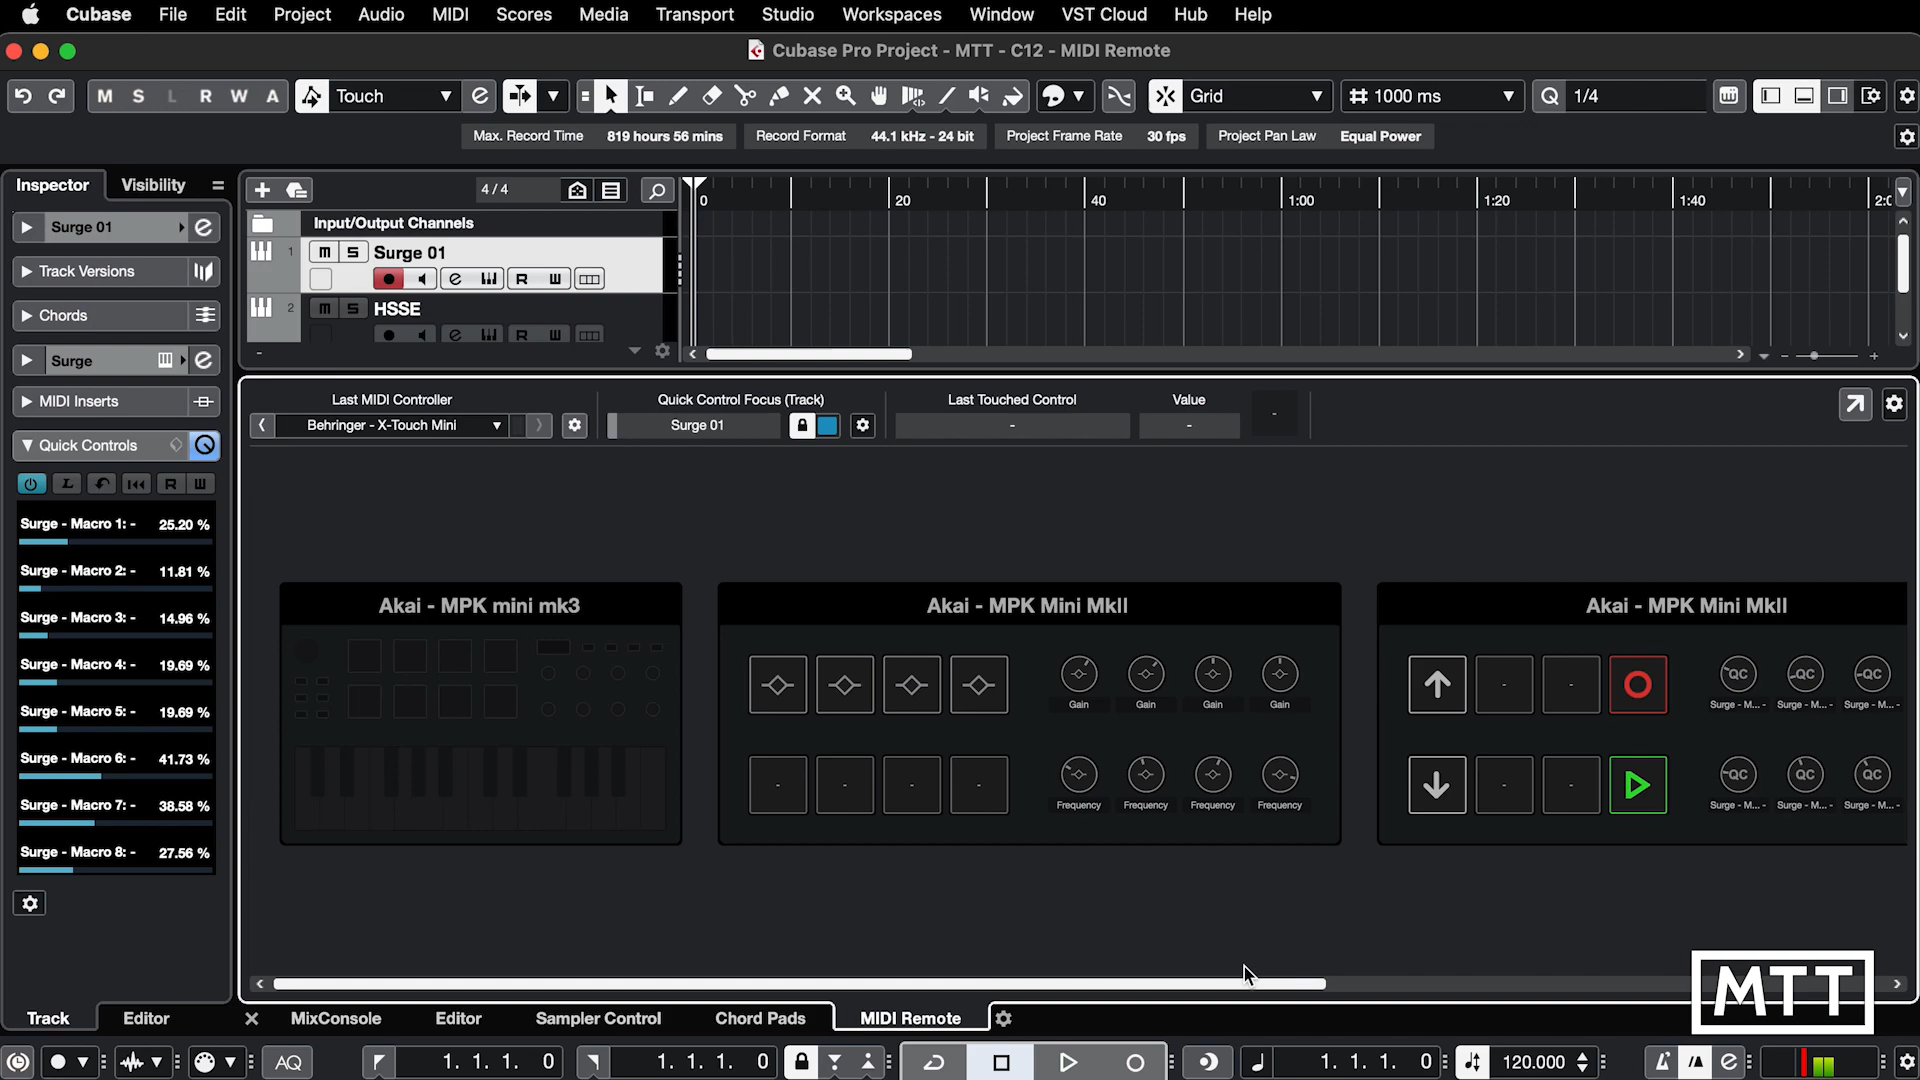 Cubase File Edit Project Audio MIDI Scores Media Transport Studio Workspaces Window VST Cloud Hub Help
Cubase Pro Project - MTT - C12 - MIDI Remote
M S L R W A Touch Grid 1000 ms Q 1/4
Max. Record Time 819 hours 56 mins Record Format 44.1 kHz - 24 bit Project Frame Rate 30 fps Project Pan Law Equal Power
Inspector Visibility
4 / 4
0 20 40 1:00 1:20 1:40
Surge 01
Track Versions
Chords
Surge
MIDI Inserts
Quick Controls
L R W
Surge - Macro 1: - 25.20 %
Surge - Macro 2: - 11.81 %
Surge - Macro 3: - 14.96 %
Surge - Macro 4: - 19.69 %
Surge - Macro 5: - 19.69 %
Surge - Macro 6: - 41.73 %
Surge - Macro 7: - 38.58 %
Surge - Macro 8: - 27.56 %
Input/Output Channels
1 M S Surge 01
e R W
2 M S HSSE
e R W
-
Last MIDI Controller Quick Control Focus (Track) Last Touched Control Value
Behringer - X-Touch Mini Surge 01 - - -
Akai - MPK mini mk3
Akai - MPK Mini MkII
Gain Gain Gain Gain
- - - -
Frequency Frequency Frequency Frequency
Akai - MPK Mini MkII
- - QC QC QC
Surge - M... - Surge - M... - Surge - M... -
- - QC QC QC
Surge - M... - Surge - M... - Surge - M... -
MTT
Track Editor MixConsole Editor Sampler Control Chord Pads MIDI Remote
AQ 1. 1. 1. 0 1. 1. 1. 0 1. 1. 1. 0 120.000